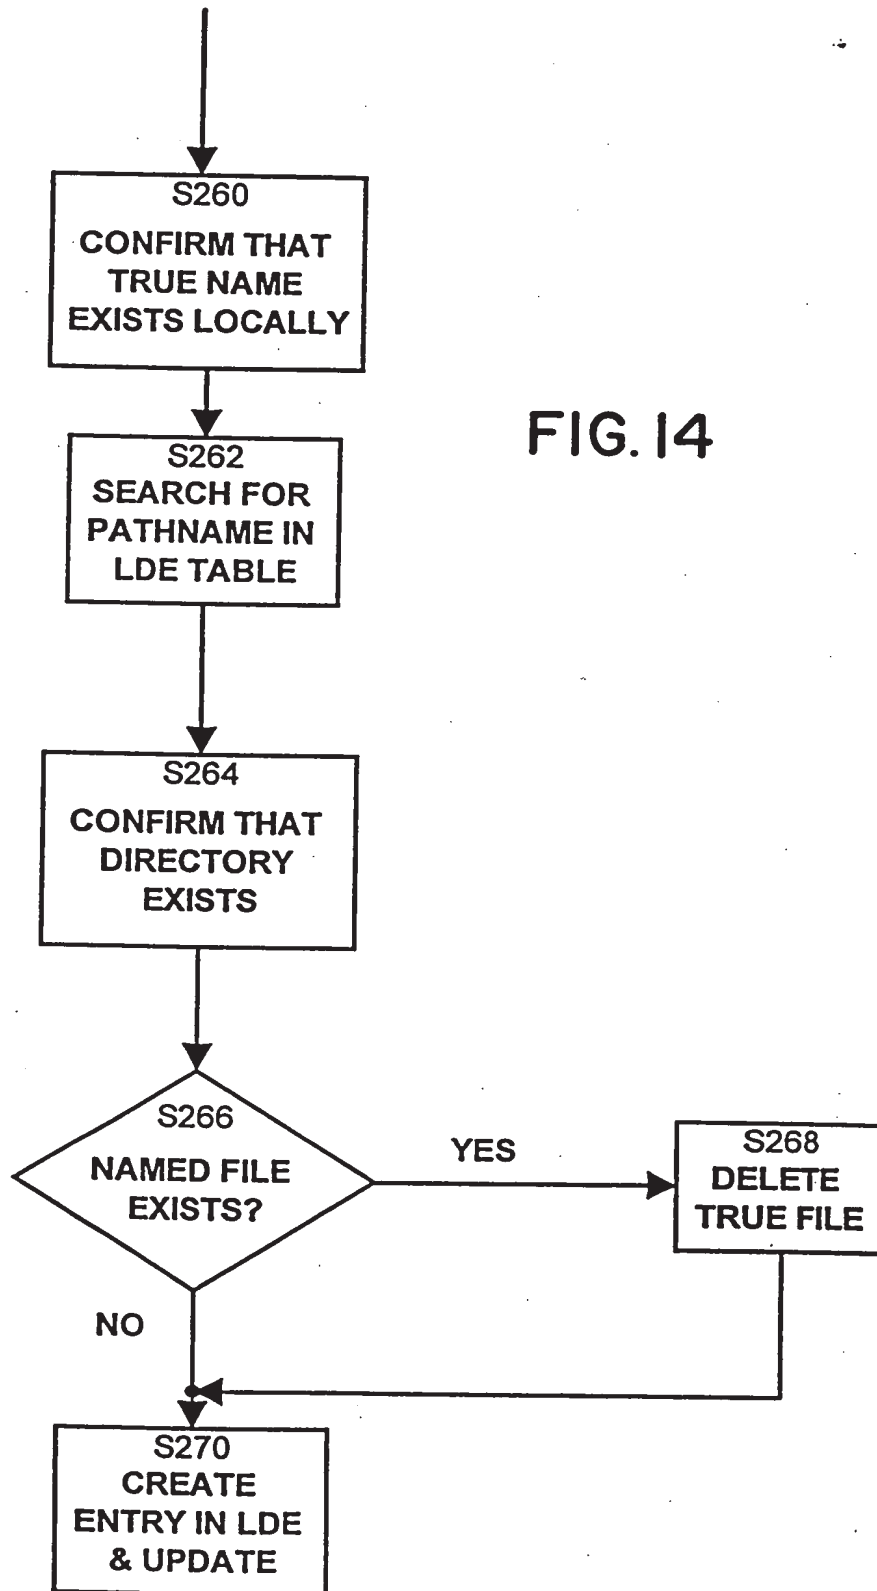 S260
CONFIRM THAT
TRUE NAME
EXISTS LOCALLY
FIG. 14
S262
SEARCH FOR
PATHNAME IN
LDE TABLE
S264
CONFIRM THAT
DIRECTORY
EXISTS
S266
NAMED FILE
EXISTS?
YES
S268
DELETE
TRUE FILE
NO
S270
CREATE
ENTRY IN LDE
& UPDATE